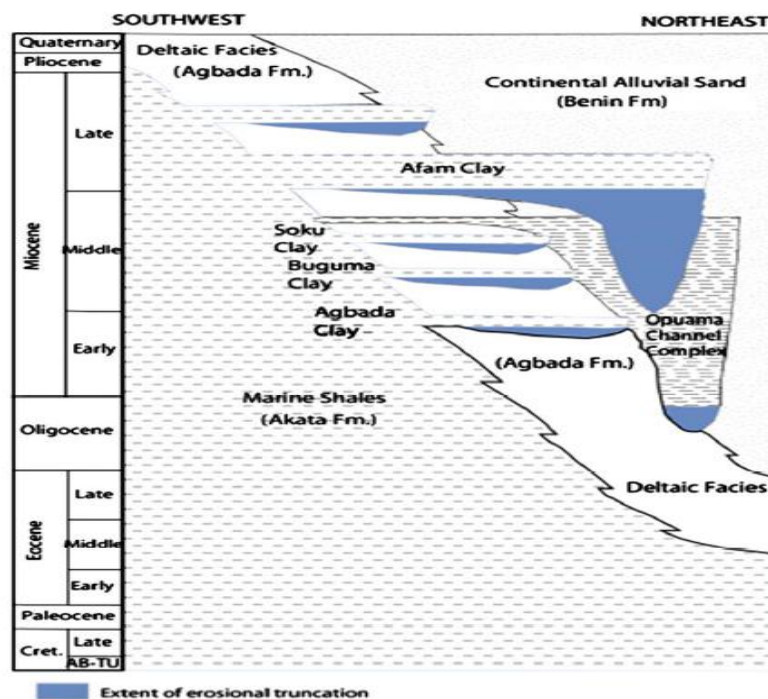 SOUTHWEST
NORTHEAST
Quaternary
Pliocene
Miocene
Late
Middle
Early
Oligocene
Eocene
Late
Middle
Early
Paleocene
Cret.
Late
AB-TU
Deltaic Facies
(Agbada Fm.)
Continental Alluvial Sand
(Benin Fm)
Afam Clay
Soku
Clay
Buguma
Clay
Agbada
Clay
Opuama
Channel
Complex
(Agbada Fm.)
Marine Shales
(Akata Fm.)
Deltaic Facies
Extent of erosional truncation